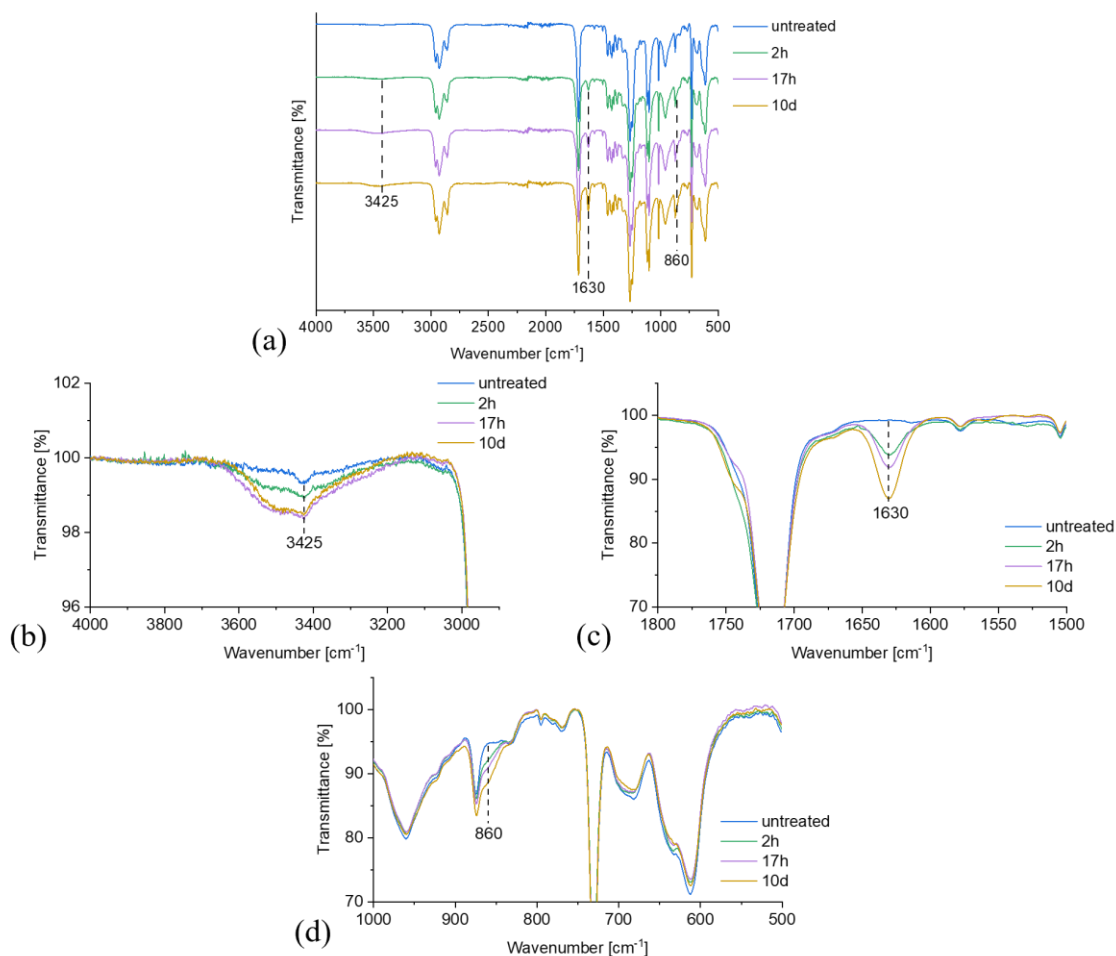 untreated
2h
17h
10d
Transmittance [%]
3425
1630
860
4000 3500 3000 2500 2000 1500 1000 500
Wavenumber [cm⁻¹]
(a)
102
100
98
96
Transmittance [%]
untreated
2h
17h
10d
3425
4000 3800 3600 3400 3200 3000
Wavenumber [cm⁻¹]
(b)
100
90
80
70
Transmittance [%]
1630
untreated
2h
17h
10d
1800 1750 1700 1650 1600 1550 1500
Wavenumber [cm⁻¹]
(c)
100
90
80
70
Transmittance [%]
860
untreated
2h
17h
10d
1000 900 800 700 600 500
Wavenumber [cm⁻¹]
(d)